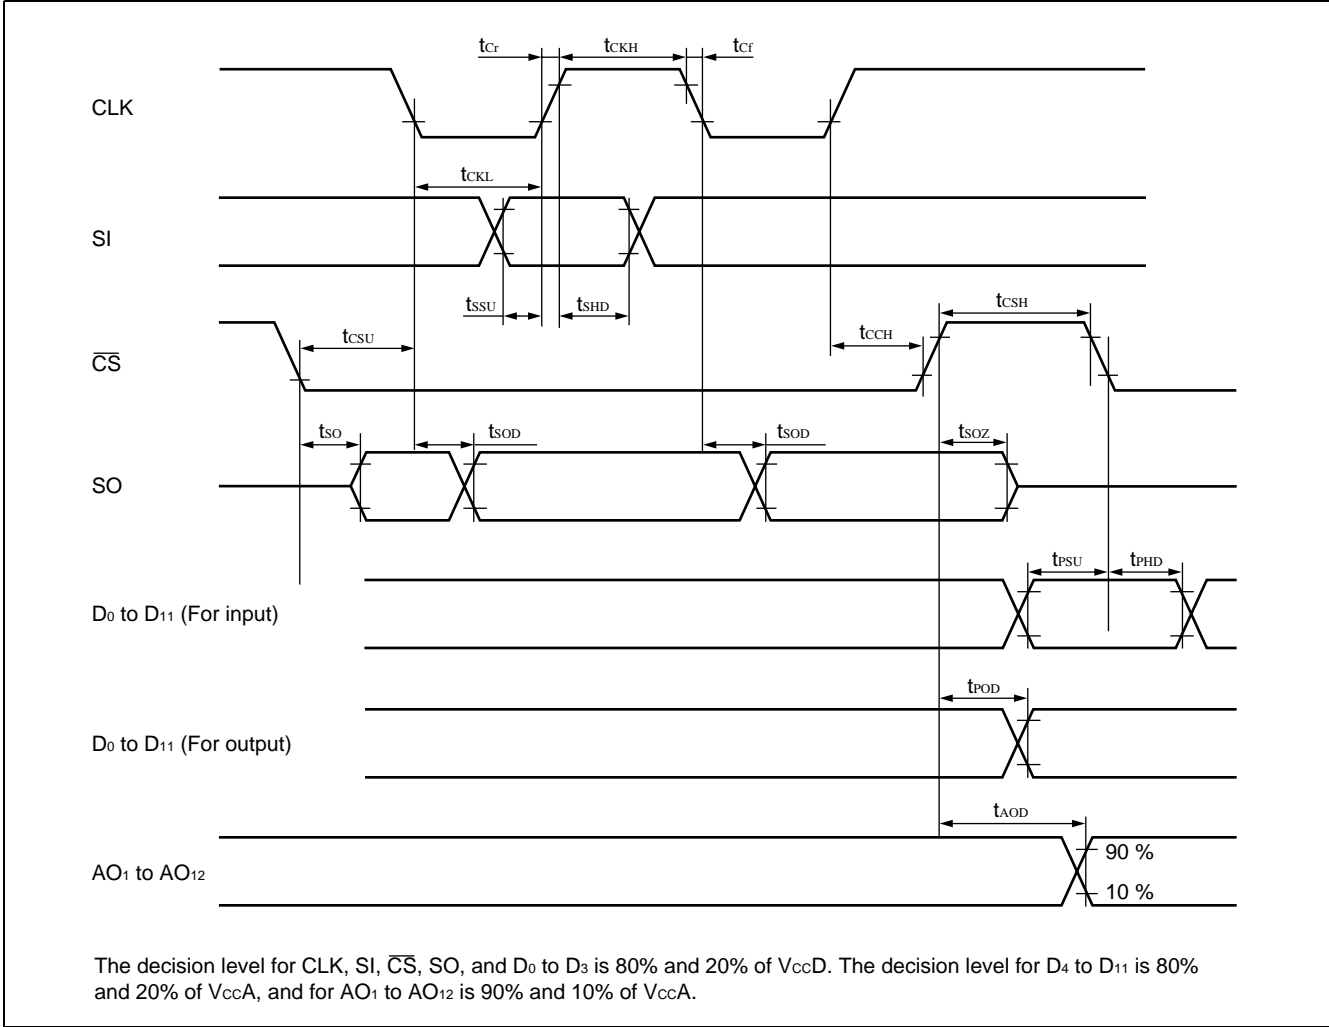 tCr tCKH tCf
CLK
tCKL
SI
tSSU tSHD tCSH
tCSU tCCH
CS
tSO tSOD tSOD tSOZ
SO
tPSU tPHD
D0 to D11 (For input)
tPOD
D0 to D11 (For output)
tAOD
90 %
AO1 to AO12
10 %
The decision level for CLK, SI, CS, SO, and D0 to D3 is 80% and 20% of VCCD. The decision level for D4 to D11 is 80%
and 20% of VCCA, and for AO1 to AO12 is 90% and 10% of VCCA.